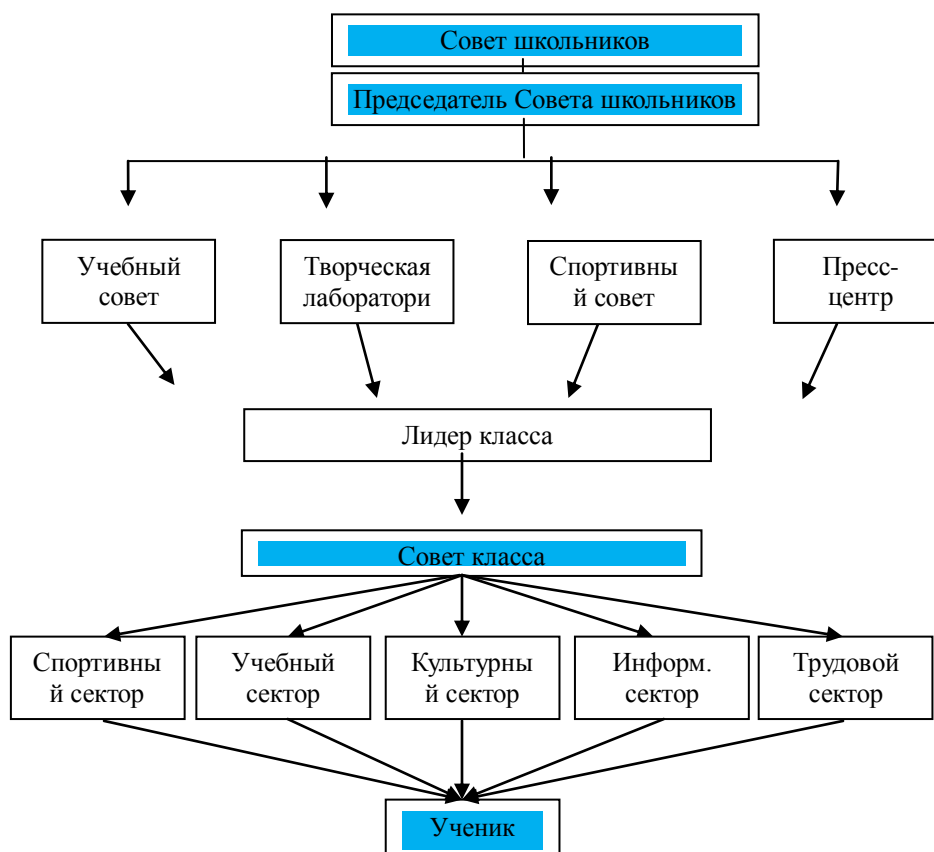 Совет школьников
Председатель Совета школьников
Учебный
совет
Творческая
лаборатори
Спортивны
й совет
Пресс-
центр
Лидер класса
Совет класса
Спортивны
й сектор
Учебный
сектор
Культурны
й сектор
Информ.
сектор
Трудовой
сектор
Ученик